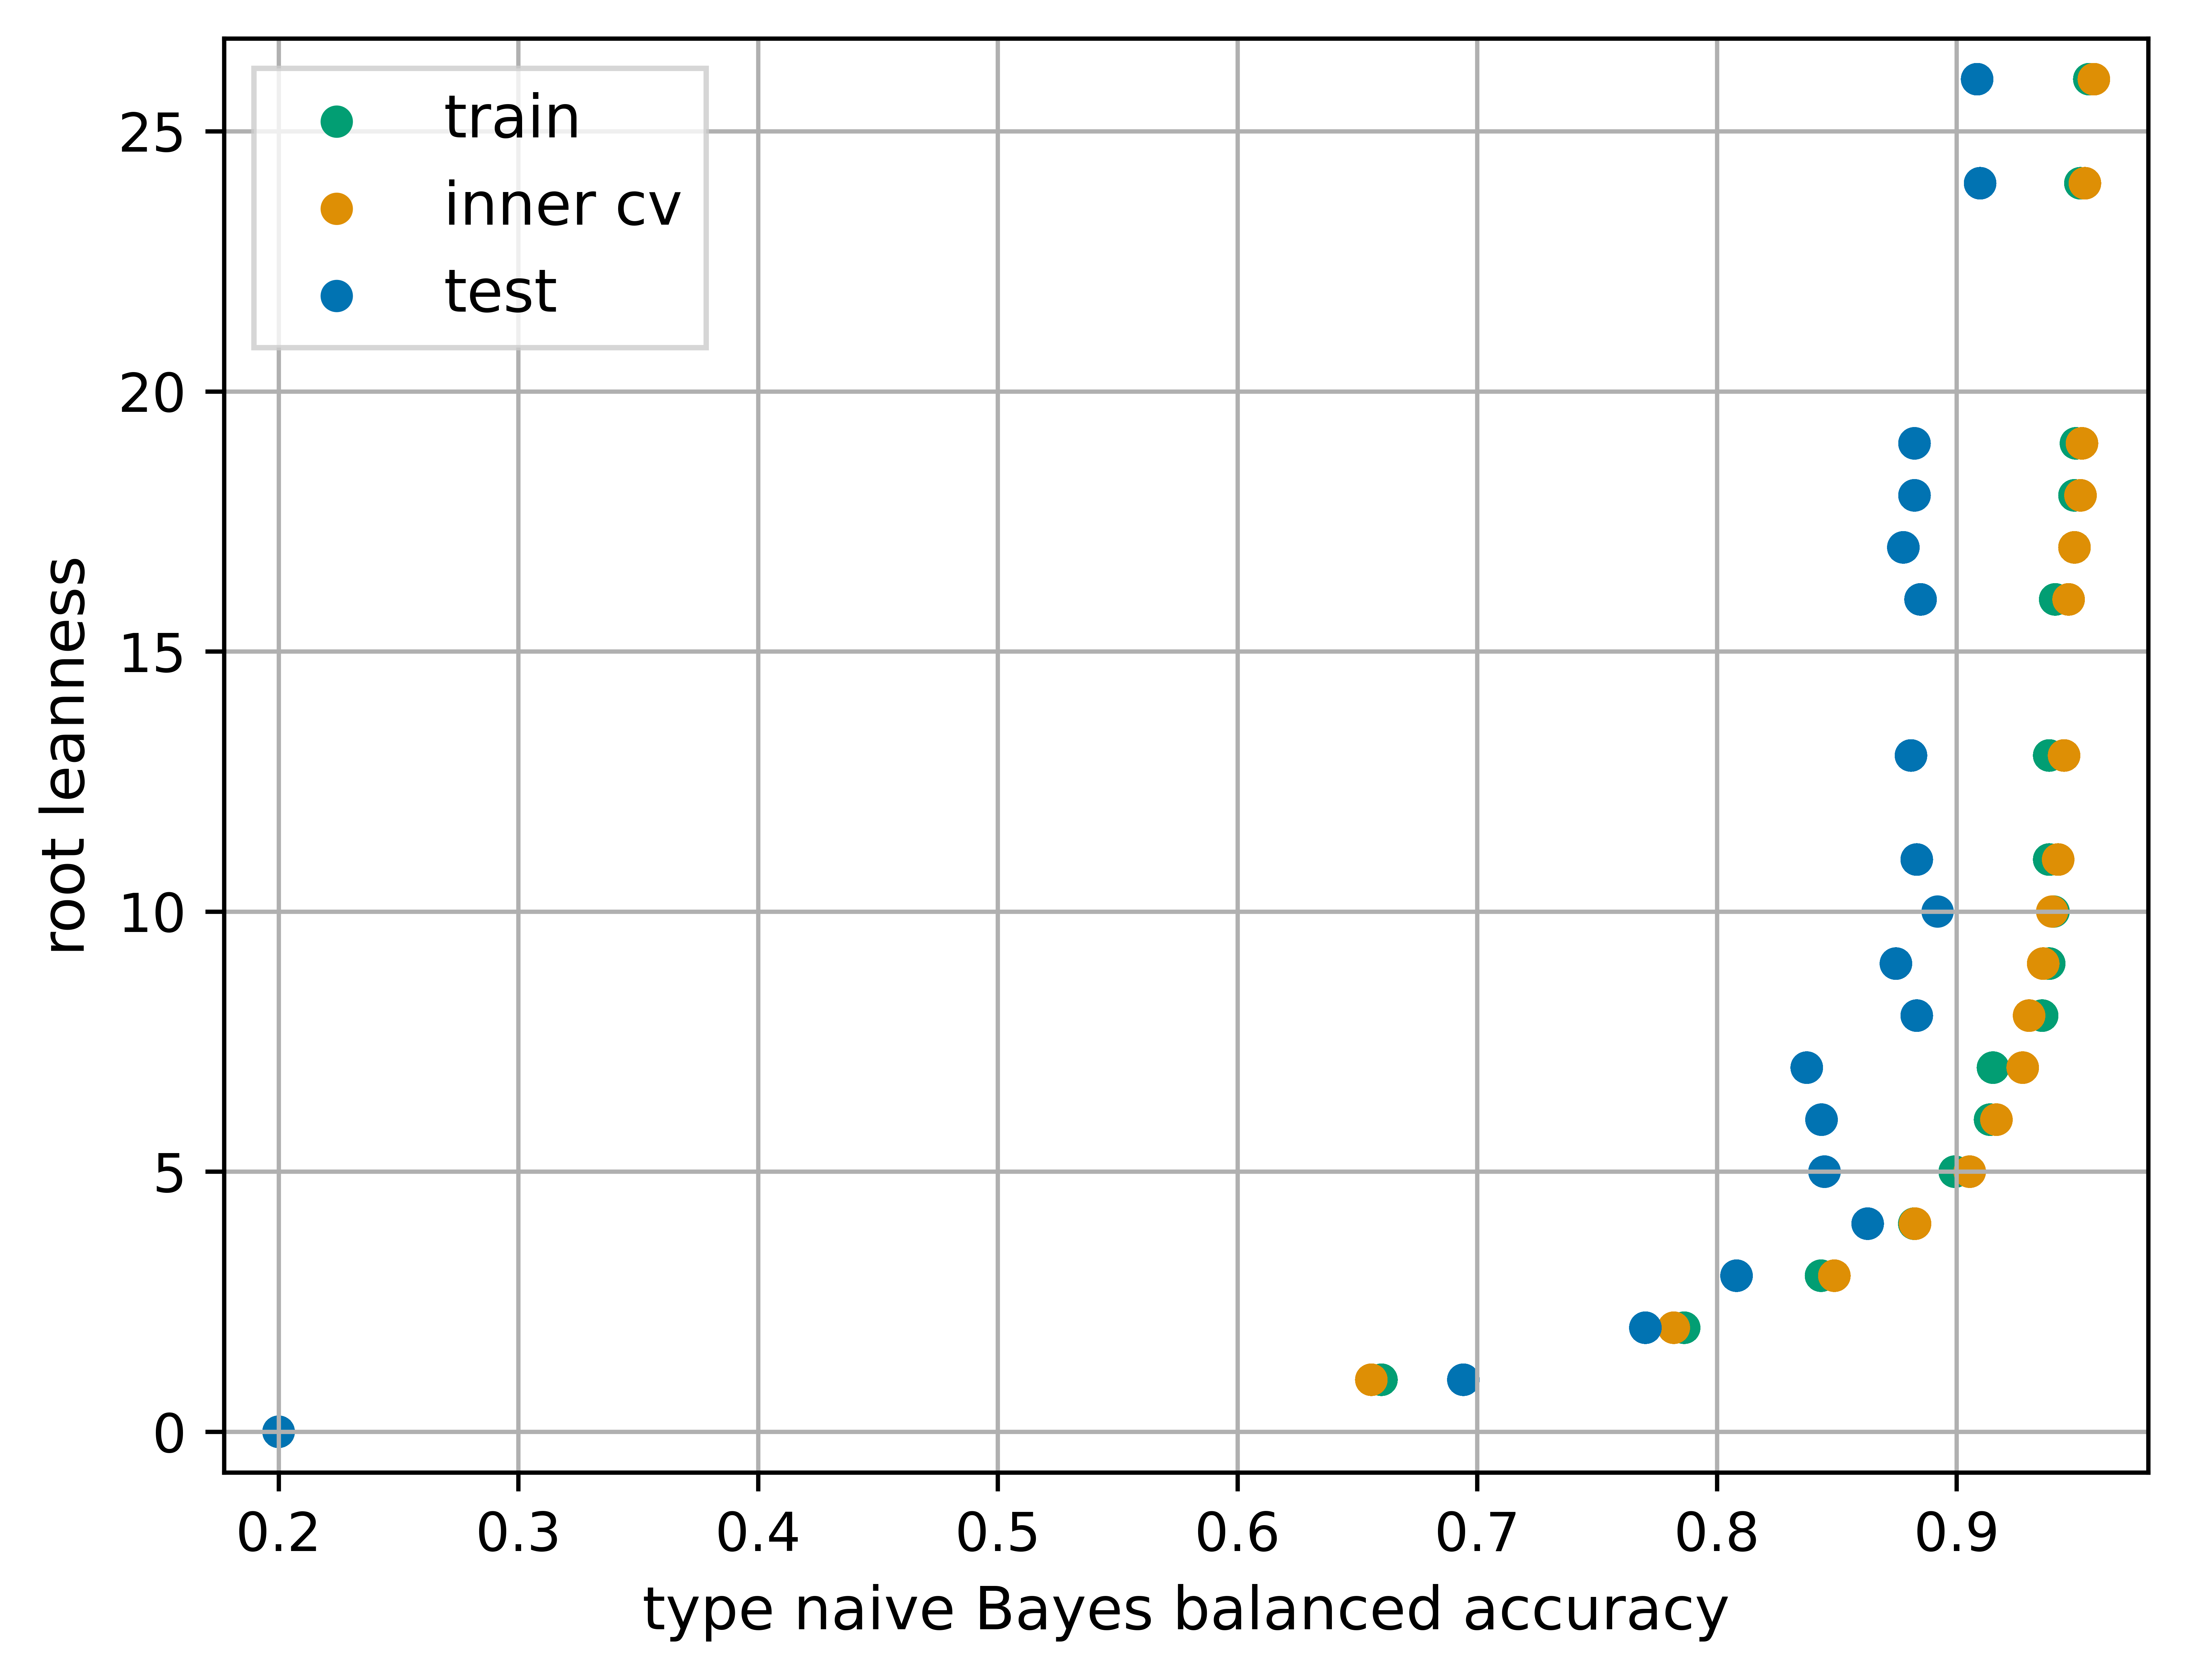 train
inner cv
test
25
20
15
10
5
0
root leanness
0.2 0.3 0.4 0.5 0.6 0.7 0.8 0.9
type naive Bayes balanced accuracy